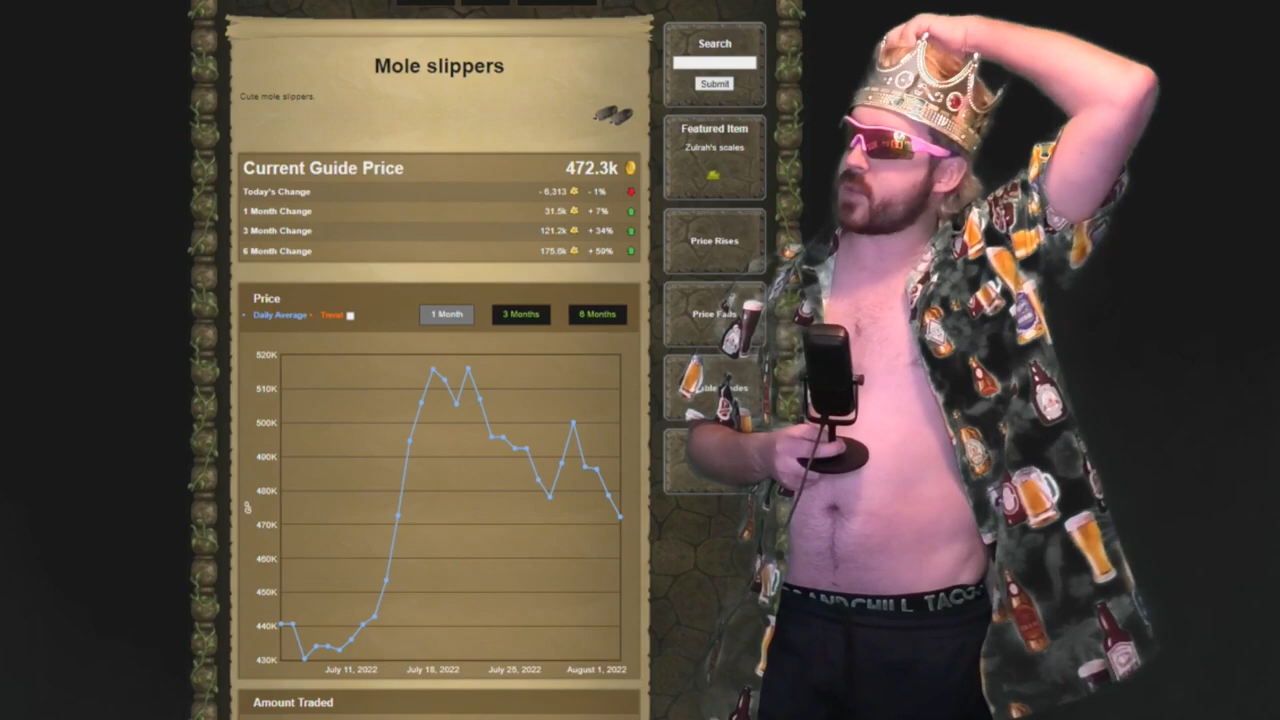 Mole slippers
Cute mole slippers.
Current Guide Price 472.3k
Today's Change - 6,313 - 1%
1 Month Change 31.5k + 7%
3 Month Change 121.2k + 34%
6 Month Change 175.6k + 59%
Price
Daily Average Trend
1 Month 3 Months 6 Months
520K
510K
500K
490K
480K
470K
460K
450K
440K
430K
GP
July 11, 2022 July 18, 2022 July 25, 2022 August 1, 2022
Amount Traded
Search
Submit
Featured Item
Zulrah's scales
Price Rises
Price Falls
AND CHILL TACO